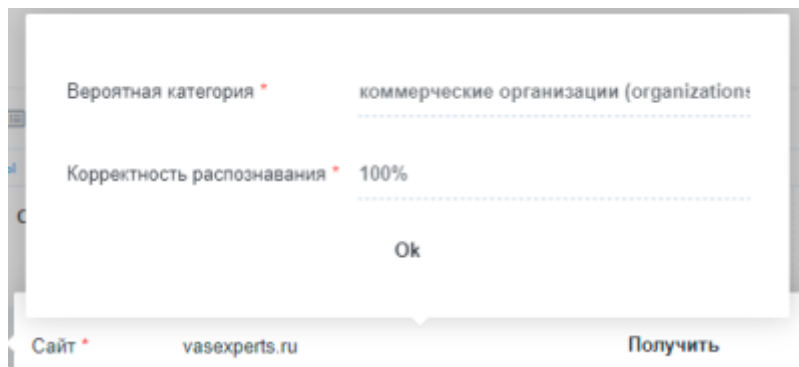 Вероятная категория * коммерческие организации (organizations
ы
Корректность распознавания * 100%
С
Ok
Сайт * vasexperts.ru Получить